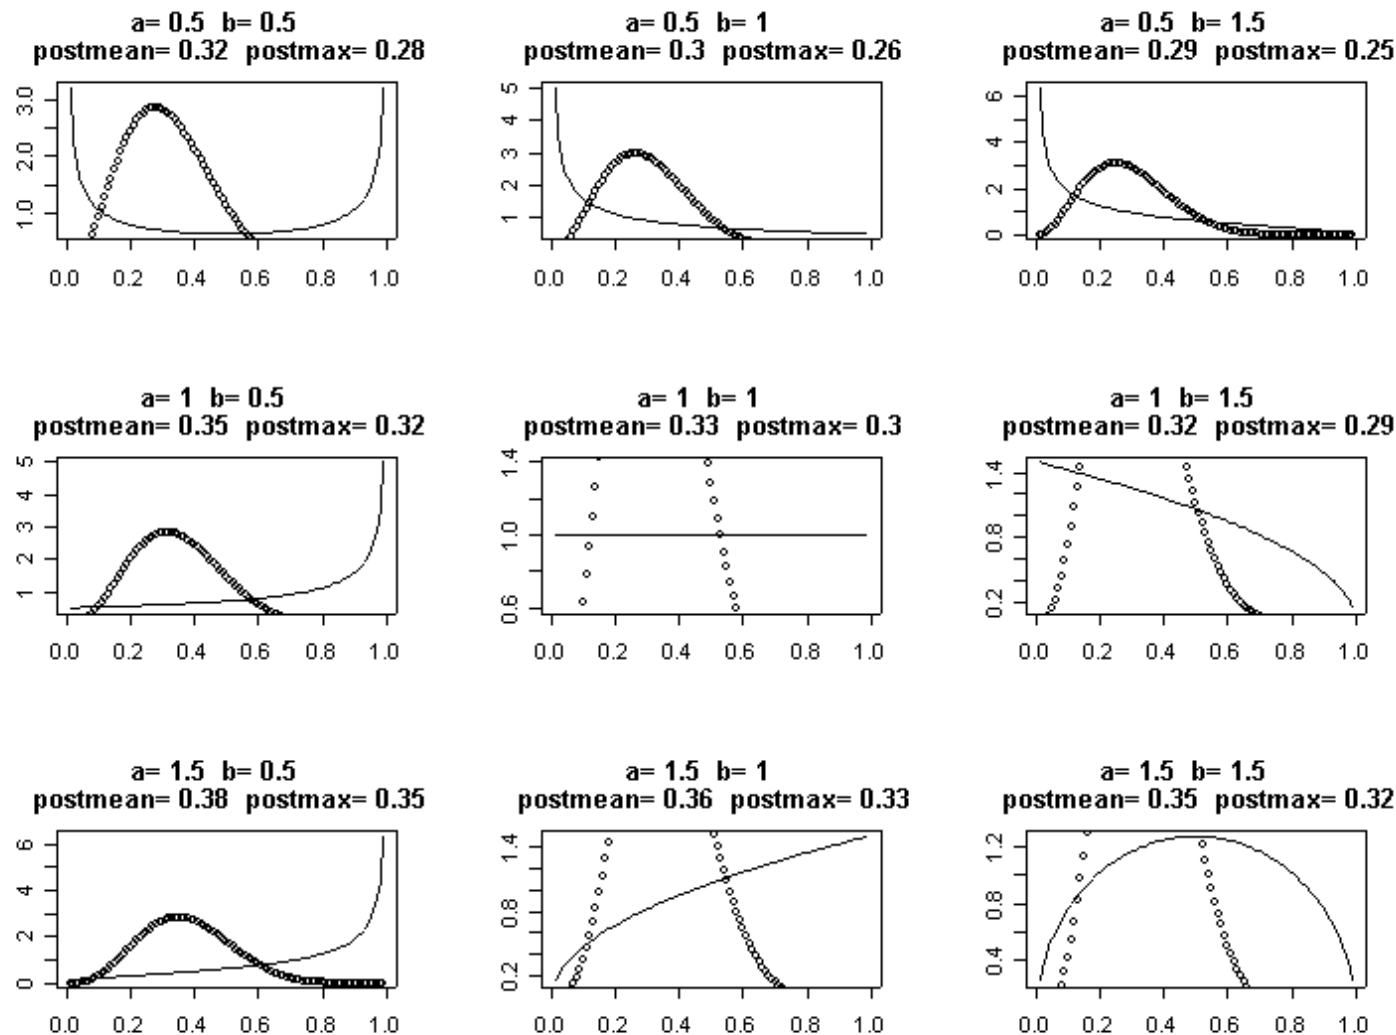 a= 0.5 b= 0.5
postmean= 0.32 postmax= 0.28
1.0 2.0 3.0
0.0 0.2 0.4 0.6 0.8 1.0
a= 0.5 b= 1
postmean= 0.3 postmax= 0.26
1 2 3 4 5
0.0 0.2 0.4 0.6 0.8 1.0
a= 0.5 b= 1.5
postmean= 0.29 postmax= 0.25
0 2 4 6
0.0 0.2 0.4 0.6 0.8 1.0
a= 1 b= 0.5
postmean= 0.35 postmax= 0.32
1 2 3 4 5
0.0 0.2 0.4 0.6 0.8 1.0
a= 1 b= 1
postmean= 0.33 postmax= 0.3
0.6 1.0 1.4
0.0 0.2 0.4 0.6 0.8 1.0
a= 1 b= 1.5
postmean= 0.32 postmax= 0.29
0.2 0.8 1.4
0.0 0.2 0.4 0.6 0.8 1.0
a= 1.5 b= 0.5
postmean= 0.38 postmax= 0.35
0 2 4 6
0.0 0.2 0.4 0.6 0.8 1.0
a= 1.5 b= 1
postmean= 0.36 postmax= 0.33
0.2 0.8 1.4
0.0 0.2 0.4 0.6 0.8 1.0
a= 1.5 b= 1.5
postmean= 0.35 postmax= 0.32
0.4 0.8 1.2
0.0 0.2 0.4 0.6 0.8 1.0